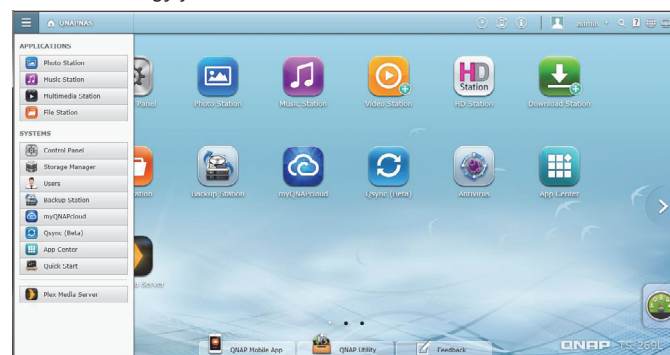 QNAPNAS
admin
APPLICATIONS
Photo Station
Music Station
Multimedia Station
File Station
SYSTEMS
Control Panel
Storage Manager
Users
Backup Station
myQNAPcloud
Qsync (Beta)
App Center
Quick Start
Plex Media Server
Panel
Photo Station
Music Station
Video Station
HD Station
HD Station
Download Station
Backup Station
myQNAPcloud
Qsync (Beta)
Antivirus
App Center
Server
QNAP Mobile App
QNAP Utility
Feedback
QNAP TS-269L